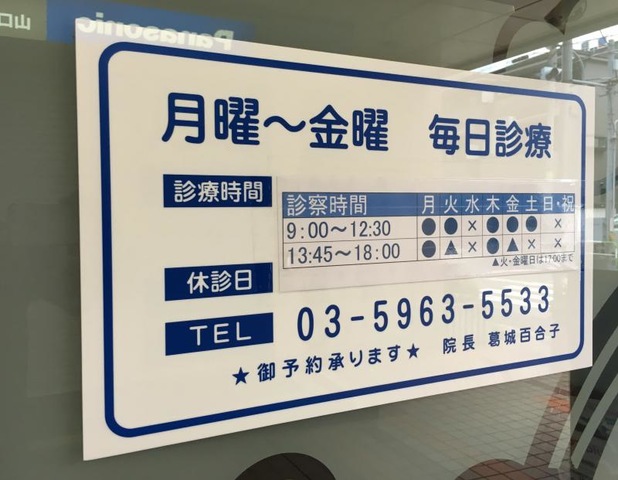 山口
Panasonic
月曜～金曜 毎日診療
診療時間
診察時間 月 火 水 木 金 土 日・祝
9:00～12:30 ● ● × ● ● ● ×
13:45～18:00 ● ▲ × ● ▲ × ×
▲火・金曜日は17:00まで
休診日
TEL 03-5963-5533
★御予約承ります★ 院長 葛城百合子